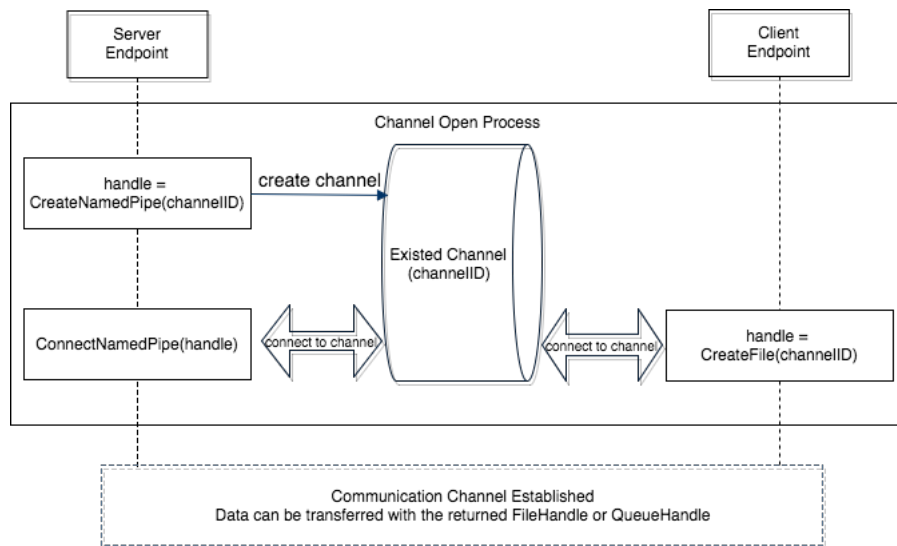 Server
Endpoint
Client
Endpoint
Channel Open Process
handle =
CreateNamedPipe(channelID)
create channel
Existed Channel
(channelID)
ConnectNamedPipe(handle)
connect to channel
connect to channel
handle =
CreateFile(channelID)
Communication Channel Established
Data can be transferred with the returned FileHandle or QueueHandle